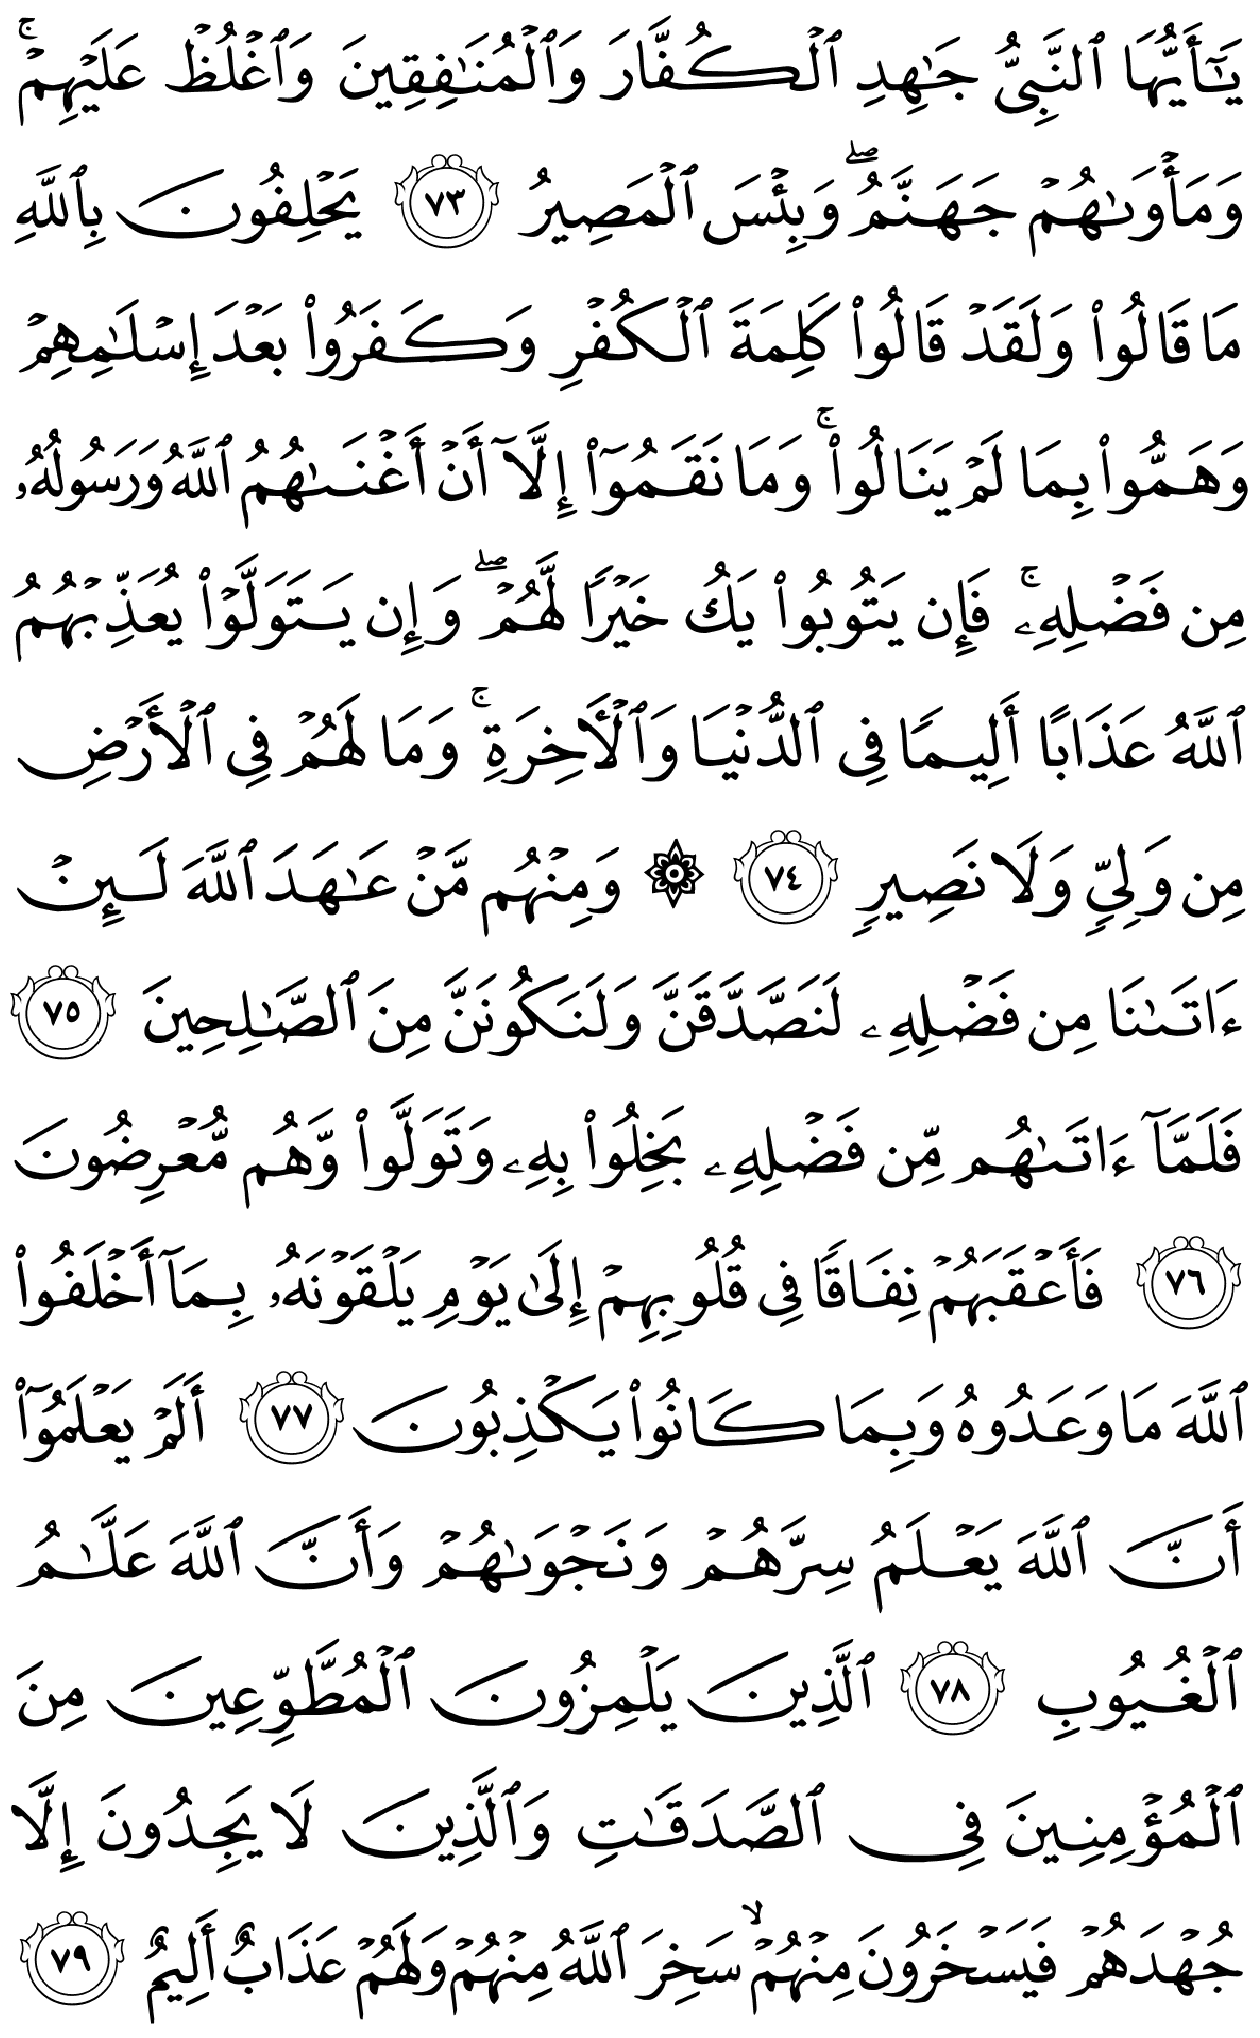 يَٰٓأَيُّهَا ٱلنَّبِىُّ جَٰهِدِ ٱلْكُفَّارَ وَٱلْمُنَٰفِقِينَ وَٱغْلُظْ عَلَيْهِمْ ۚ
وَمَأْوَىٰهُمْ جَهَنَّمُ ۖ وَبِئْسَ ٱلْمَصِيرُ ٧٣ يَحْلِفُونَ بِٱللَّهِ
مَا قَالُوا۟ وَلَقَدْ قَالُوا۟ كَلِمَةَ ٱلْكُفْرِ وَكَفَرُوا۟ بَعْدَ إِسْلَٰمِهِمْ
وَهَمُّوا۟ بِمَا لَمْ يَنَالُوا۟ ۚ وَمَا نَقَمُوٓا۟ إِلَّآ أَنْ أَغْنَىٰهُمُ ٱللَّهُ وَرَسُولُهُۥ
مِن فَضْلِهِۦ ۚ فَإِن يَتُوبُوا۟ يَكُ خَيْرًا لَّهُمْ ۖ وَإِن يَتَوَلَّوْا۟ يُعَذِّبْهُمُ
ٱللَّهُ عَذَابًا أَلِيمًا فِى ٱلدُّنْيَا وَٱلْأَخِرَةِ ۚ وَمَا لَهُمْ فِى ٱلْأَرْضِ
مِن وَلِىٍّ وَلَا نَصِيرٍ ٧٤ ۞ وَمِنْهُم مَّنْ عَٰهَدَ ٱللَّهَ لَئِنْ
ءَاتَىٰنَا مِن فَضْلِهِۦ لَنَصَّدَّقَنَّ وَلَنَكُونَنَّ مِنَ ٱلصَّٰلِحِينَ ٧٥
فَلَمَّآ ءَاتَىٰهُم مِّن فَضْلِهِۦ بَخِلُوا۟ بِهِۦ وَتَوَلَّوا۟ وَّهُم مُّعْرِضُونَ
٧٦ فَأَعْقَبَهُمْ نِفَاقًا فِى قُلُوبِهِمْ إِلَىٰ يَوْمِ يَلْقَوْنَهُۥ بِمَآ أَخْلَفُوا۟
ٱللَّهَ مَا وَعَدُوهُ وَبِمَا كَانُوا۟ يَكْذِبُونَ ٧٧ أَلَمْ يَعْلَمُوٓا۟
أَنَّ ٱللَّهَ يَعْلَمُ سِرَّهُمْ وَنَجْوَىٰهُمْ وَأَنَّ ٱللَّهَ عَلَّٰمُ
ٱلْغُيُوبِ ٧٨ ٱلَّذِينَ يَلْمِزُونَ ٱلْمُطَّوِّعِينَ مِنَ
ٱلْمُؤْمِنِينَ فِى ٱلصَّدَقَٰتِ وَٱلَّذِينَ لَا يَجِدُونَ إِلَّا
جُهْدَهُمْ فَيَسْخَرُونَ مِنْهُمْ ۙ سَخِرَ ٱللَّهُ مِنْهُمْ وَلَهُمْ عَذَابٌ أَلِيمٌ ٧٩